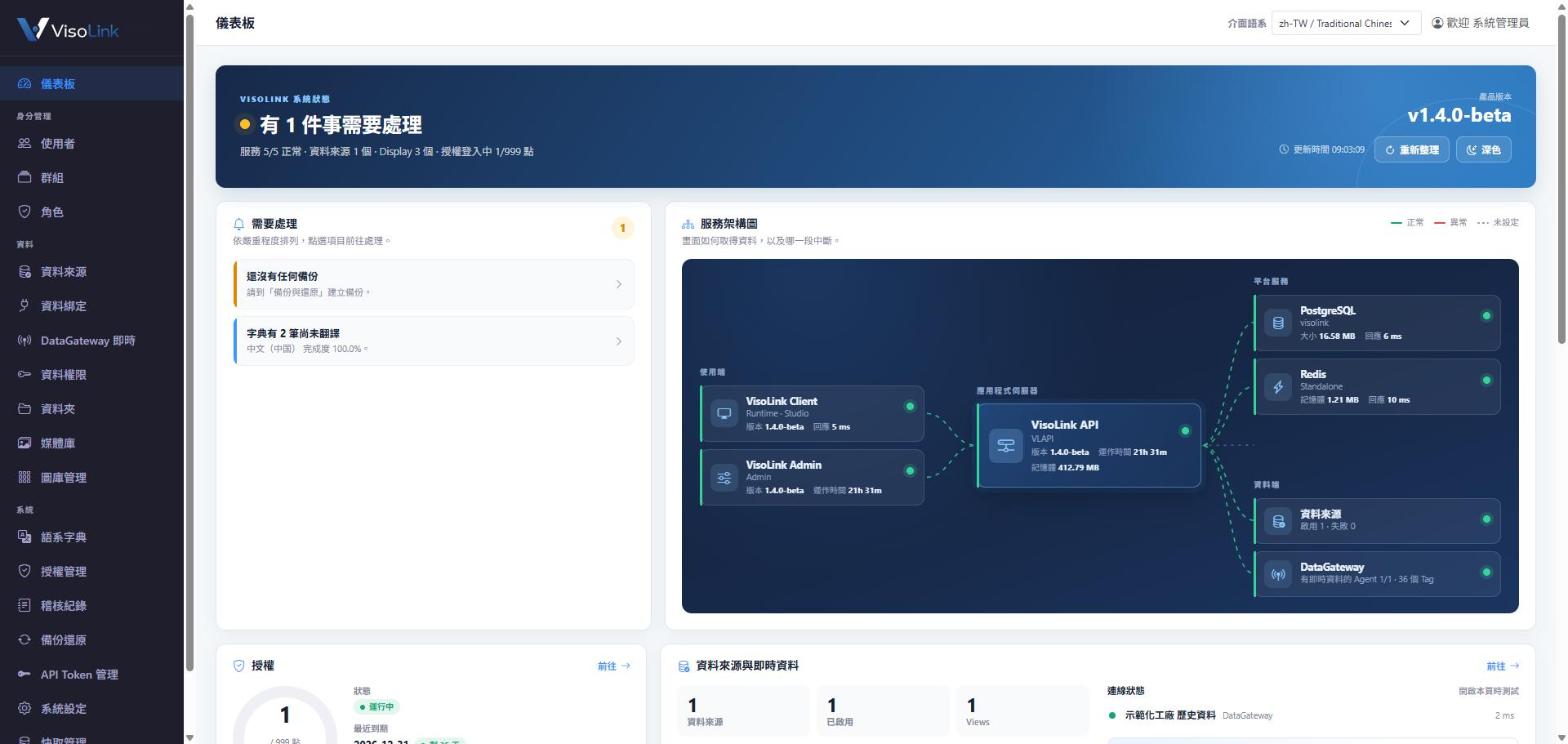 VisoLink
儀表板
身分管理
使用者
群組
角色
資料
資料來源
資料綁定
DataGateway 即時
資料權限
資料夾
媒體庫
圖庫管理
系統
語系字典
授權管理
稽核紀錄
備份還原
API Token 管理
系統設定
快取管理
儀表板
介面語系
zh-TW / Traditional Chines
歡迎 系統管理員
VISOLINK 系統狀態
有 1 件事需要處理
服務 5/5 正常 · 資料來源 1 個 · Display 3 個 · 授權登入中 1/999 點
產品版本
v1.4.0-beta
更新時間 09:03:09
重新整理
深色
需要處理
1
依嚴重程度排列，點選項目前往處理。
還沒有任何備份
請到「備份與還原」建立備份。
字典有 2 筆尚未翻譯
中文（中国） 完成度 100.0%。
服務架構圖
畫面如何取得資料，以及哪一段中斷。
正常
異常
未設定
使用端
VisoLink Client
Runtime · Studio
版本 1.4.0-beta 回應 5 ms
VisoLink Admin
Admin
版本 1.4.0-beta 運作時間 21h 31m
應用程式伺服器
VisoLink API
VLAPI
版本 1.4.0-beta 運作時間 21h 31m
記憶體 412.79 MB
平台服務
PostgreSQL
visolink
大小 16.58 MB 回應 6 ms
Redis
Standalone
記憶體 1.21 MB 回應 10 ms
資料端
資料來源
啟用 1 · 失敗 0
DataGateway
有即時資料的 Agent 1/1 · 36 個 Tag
授權
前往
1
/ 999 點
狀態
運行中
最近到期
資料來源與即時資料
前往
1
資料來源
1
已啟用
1
Views
連線狀態
開啟本頁時測試
示範化工廠 歷史資料 DataGateway
2 ms